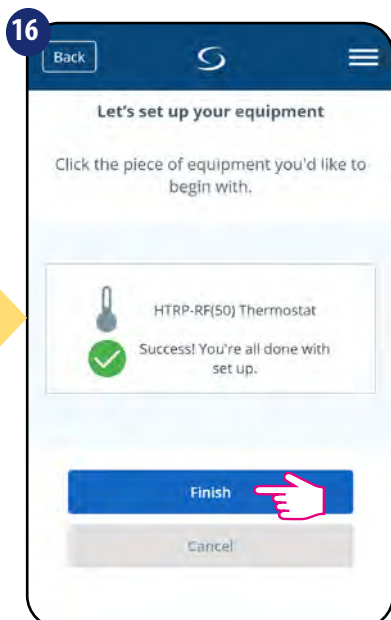 16
Back
Let's set up your equipment
Click the piece of equipment you'd like to
begin with.
HTRP-RF(50) Thermostat
Success! You're all done with
set up.
Finish
Cancel